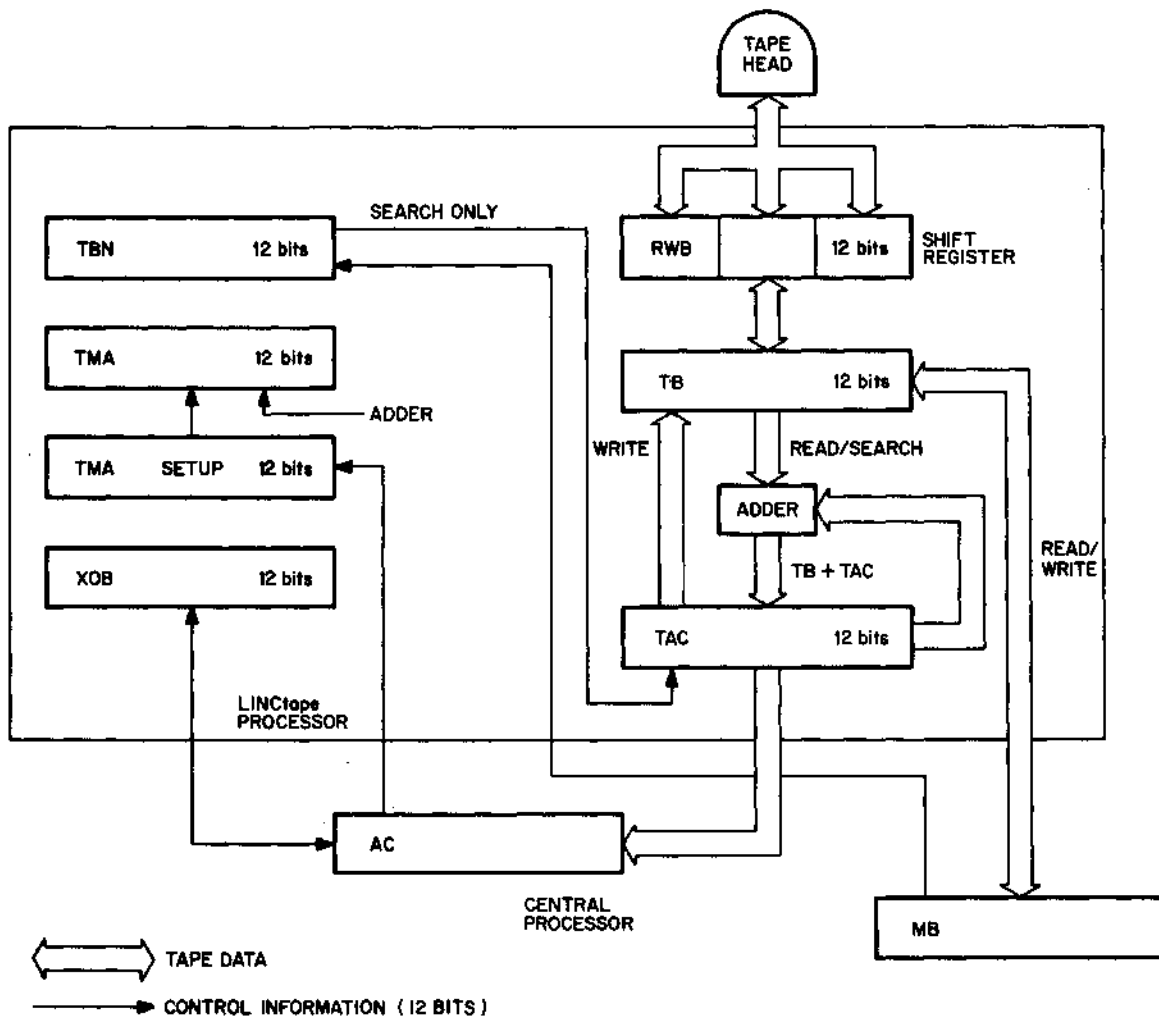 TAPE
HEAD
SEARCH ONLY
TBN 12 bits
RWB 12 bits
SHIFT
REGISTER
TMA 12 bits
TB 12 bits
ADDER
WRITE
READ/SEARCH
TMA SETUP 12 bits
ADDER
READ/
WRITE
XOB 12 bits
TB + TAC
TAC 12 bits
LINCtape
PROCESSOR
AC
CENTRAL
PROCESSOR
MB
TAPE DATA
CONTROL INFORMATION (12 BITS)